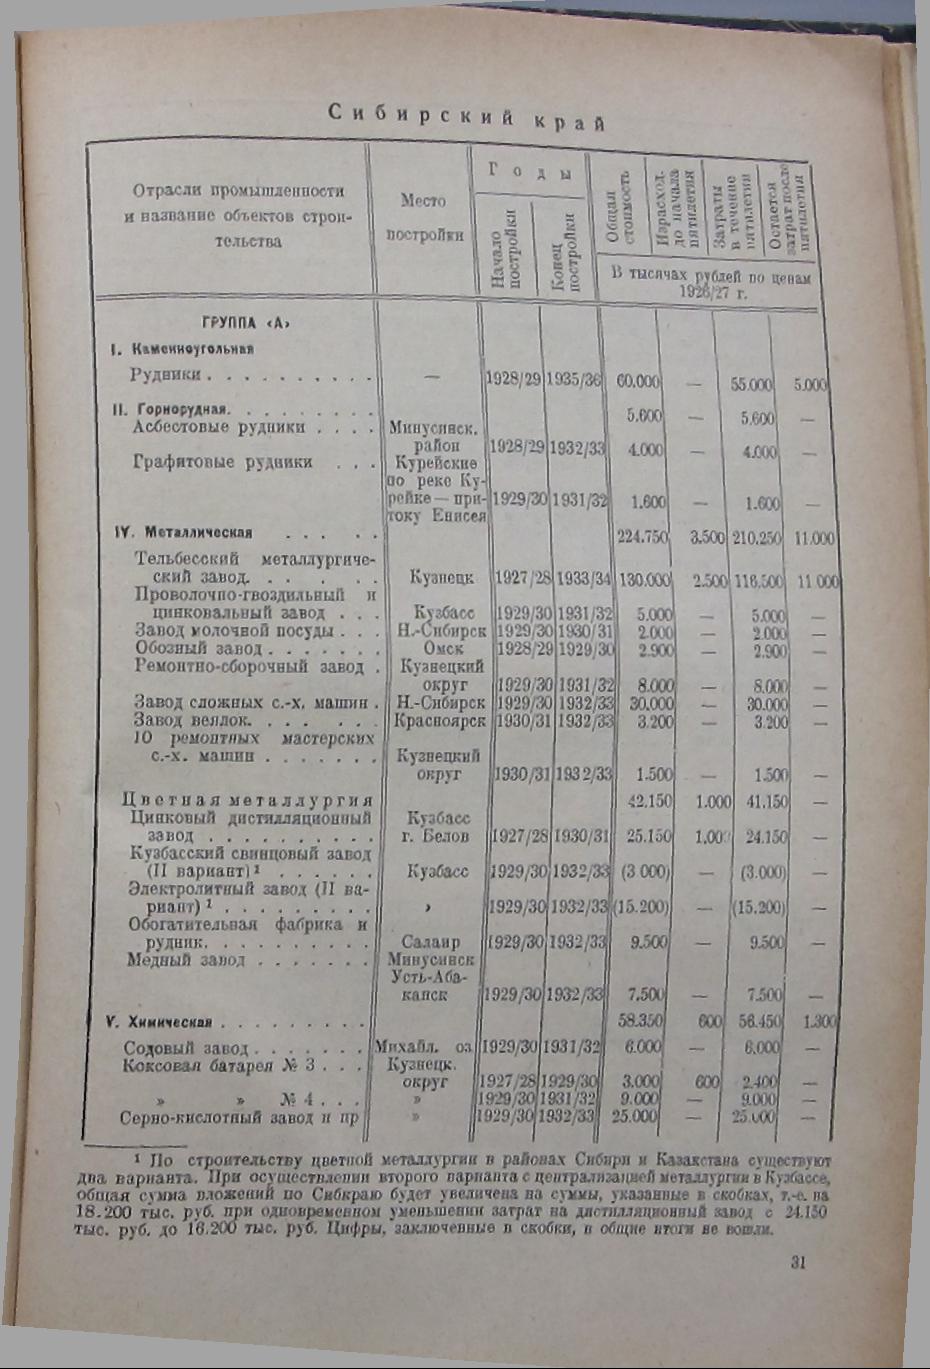 Сибирский край
Отрасли промышленности
и название объектов строи-
тельства
Место
постройки
Годы
Начало
постройки
Конец
постройки
Общая
стоимость
Израсход.
до начала
пятилетия
Затраты
в течение
пятилетия
Остается
затрат после
пятилетия
В тысячах рублей по ценам
1926/27 г.
ГРУППА «А»
I. Каменноугольная
Рудники . . . . . . . . . . — 1928/29 1935/36 60.000 — 55.000 5.000
II. Горнорудная. . . . . . . . . 5.600 — 5.600 —
Асбестовые рудники . . . . Минусинск.
район 1928/29 1932/33 4.000 — 4.000 —
Графитовые рудники . . . Курейские
по реке Ку-
рейке — при- 1929/30 1931/32 1.600 — 1.600 —
току Енисея
IV. Металлическая . . . . . 224.750 3.500 210.250 11.000
Тельбесский металлургиче-
ский завод. . . . . . Кузнецк 1927/28 1933/34 130.000 2.500 116.500 11 000
Проволочно-гвоздильный и
цинковальный завод . . . Кузбасс 1929/30 1931/32 5.000 — 5.000 —
Завод молочной посуды . . . Н.-Сибирск 1929/30 1930/31 2.000 — 2.000 —
Обозный завод . . . . . . . Омск 1928/29 1929/30 2.900 — 2.900 —
Ремонтно-сборочный завод . Кузнецкий
округ 1929/30 1931/32 8.000 — 8.000 —
Завод сложных с.-х. машин . Н.-Сибирск 1929/30 1932/33 30.000 — 30.000 —
Завод веялок. . . . . . . Красноярск 1930/31 1932/33 3.200 — 3.200 —
10 ремонтных мастерских
с.-х. машин . . . . . . . Кузнецкий
округ 1930/31 1932/33 1.500 — 1.500 —
Цветная металлургия 42.150 1.000 41.150 —
Цинковый дистилляционный Кузбасс
завод . . . . . . . . . . г. Белов 1927/28 1930/31 25.150 1.000 24.150 —
Кузбасский свинцовый завод
(II вариант) ¹ . . . . . . Кузбасс 1929/30 1932/33 (3 000) — (3.000) —
Электролитный завод (II ва-
риант) ¹ . . . . . . . . . » 1929/30 1932/33 (15.200) — (15.200) —
Обогатительная фабрика и
рудник. . . . . . . . . . Салаир 1929/30 1932/33 9.500 — 9.500 —
Медный завод . . . . . . . Минусинск
Усть-Аба-
канск 1929/30 1932/33 7.500 — 7.500 —
V. Химическая . . . . . . . . . 58.350 600 56.450 1.300
Содовый завод . . . . . . . Михайл. оз 1929/30 1931/32 6.000 — 6.000 —
Коксовая батарея № 3 . . . Кузнецк.
округ 1927/28 1929/30 3.000 600 2.400 —
» » № 4 . . . » 1929/30 1931/32 9.000 — 9.000 —
Серно-кислотный завод и пр » 1929/30 1932/33 25.000 — 25.000 —
¹ По строительству цветной металлургии в районах Сибири и Казакстана существуют
два варианта. При осуществлении второго варианта с централизацией металлургии в Кузбассе,
общая сумма вложений по Сибкраю будет увеличена на суммы, указанные в скобках, т.-е. на
18.200 тыс. руб. при одновременном уменьшении затрат на дистилляционный завод с 24.150
тыс. руб. до 16.200 тыс. руб. Цифры, заключенные в скобки, в общие итоги не вошли.
31